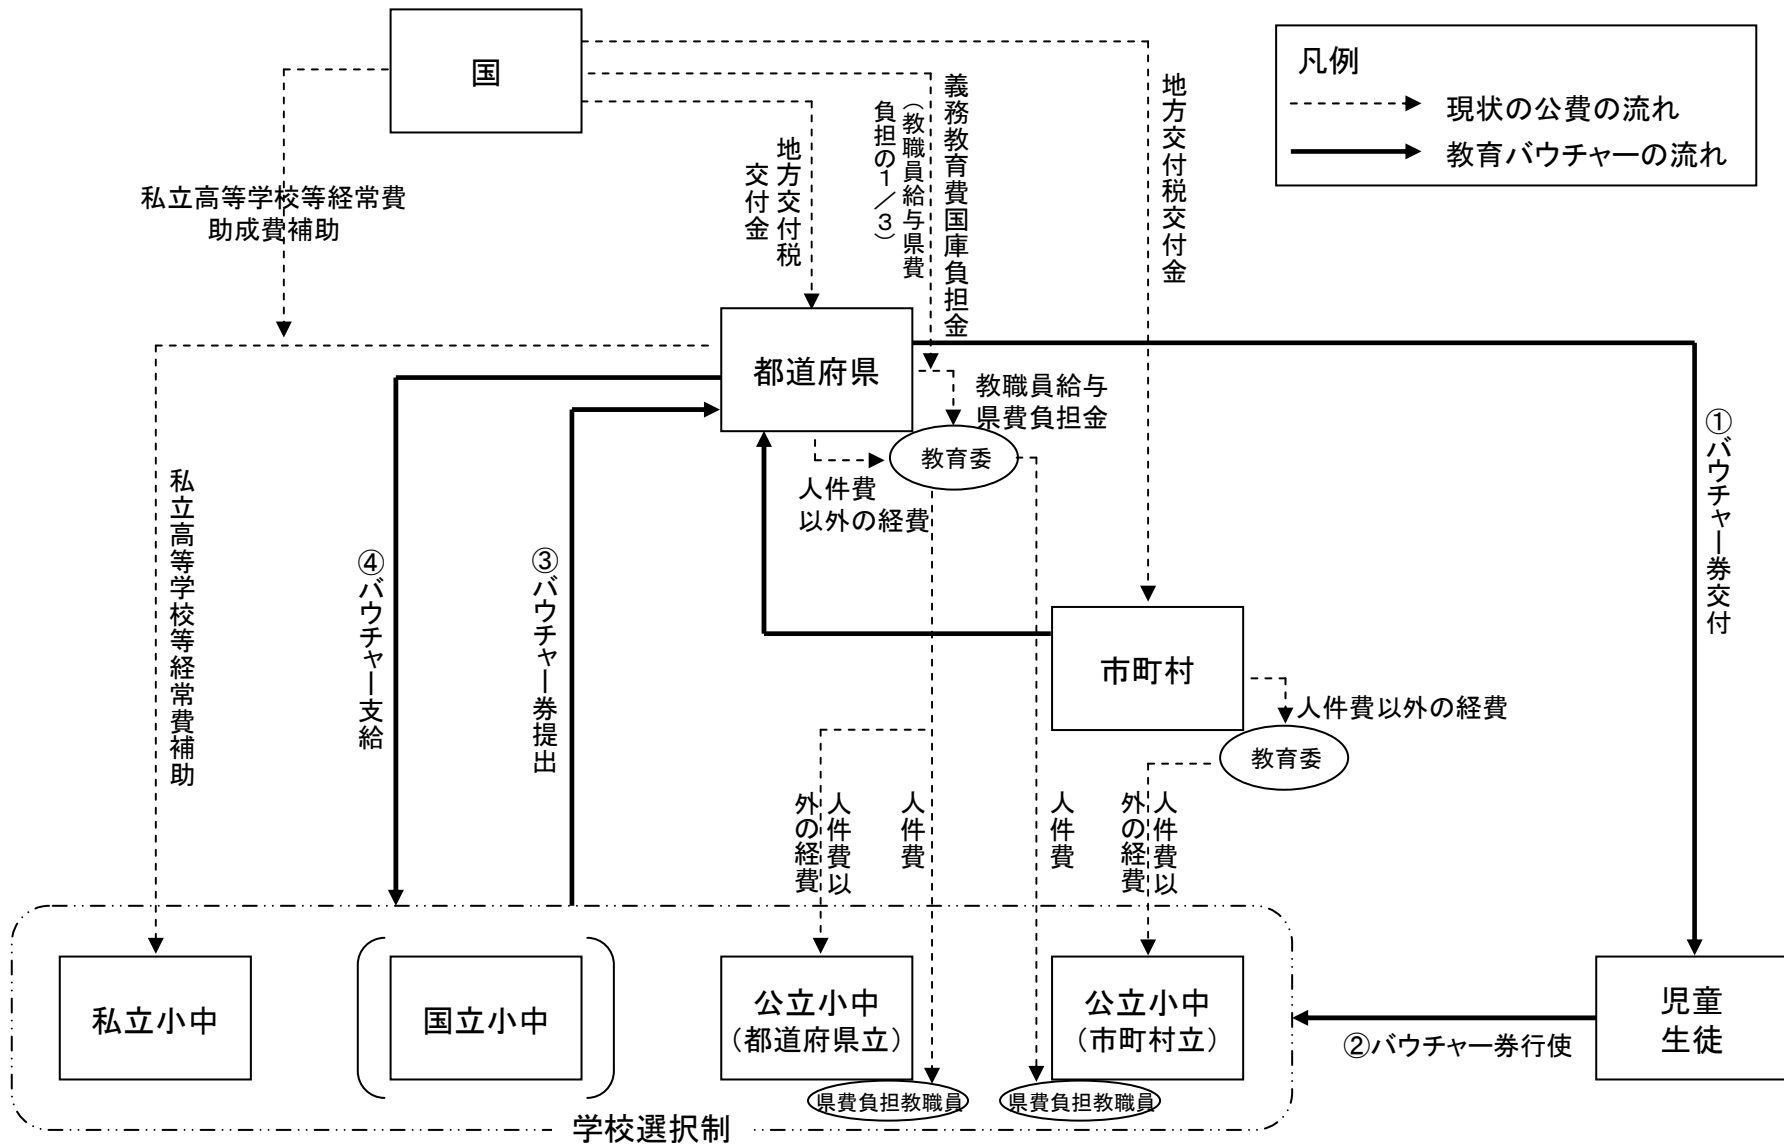 国
凡例
現状の公費の流れ
教育バウチャーの流れ
私立高等学校等経常費
助成費補助
地方交付税
交付金
義務教育費国庫負担金
(教職員給与県費
負担の1/3)
地方交付税交付金
都道府県
教職員給与
県費負担金
教育委
人件費
以外の経費
①バウチャー券交付
私立高等学校等経常費補助
④バウチャー支給
③バウチャー券提出
市町村
人件費以外の経費
教育委
人件費以
外の経費
人件費
人件費
人件費以
外の経費
私立小中
国立小中
公立小中
(都道府県立)
公立小中
(市町村立)
児童
生徒
②バウチャー券行使
県費負担教職員
県費負担教職員
学校選択制